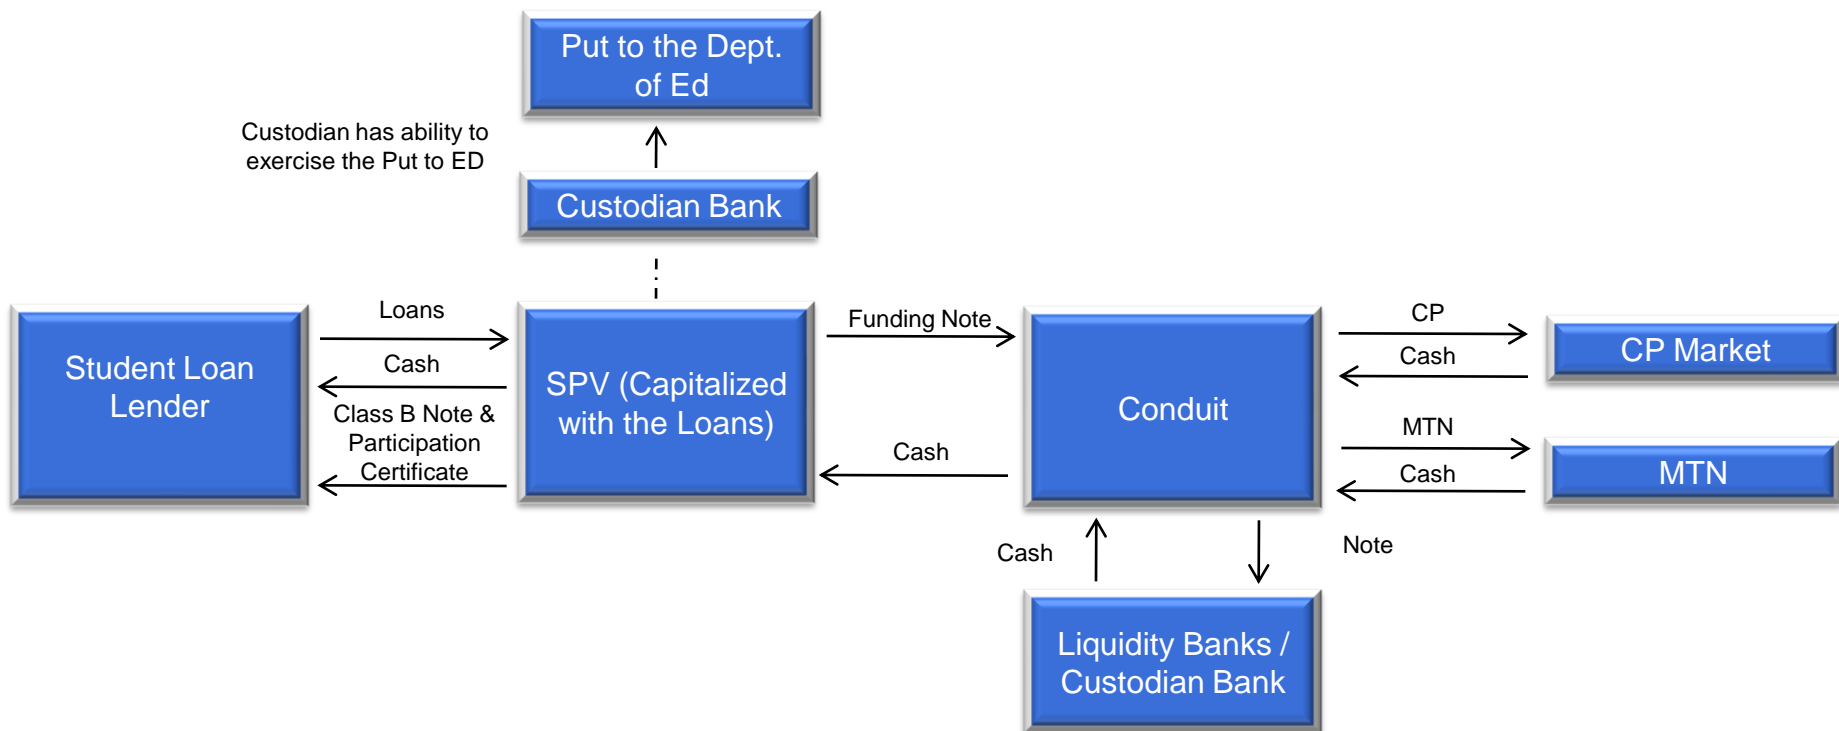 Put to the Dept.
of Ed
Custodian has ability to
exercise the Put to ED
Custodian Bank
Student Loan
Lender
Loans
Cash
Class B Note &
Participation
Certificate
SPV (Capitalized
with the Loans)
Funding Note
Cash
Conduit
CP
Cash
MTN
Cash
CP Market
MTN
Cash
Note
Liquidity Banks /
Custodian Bank